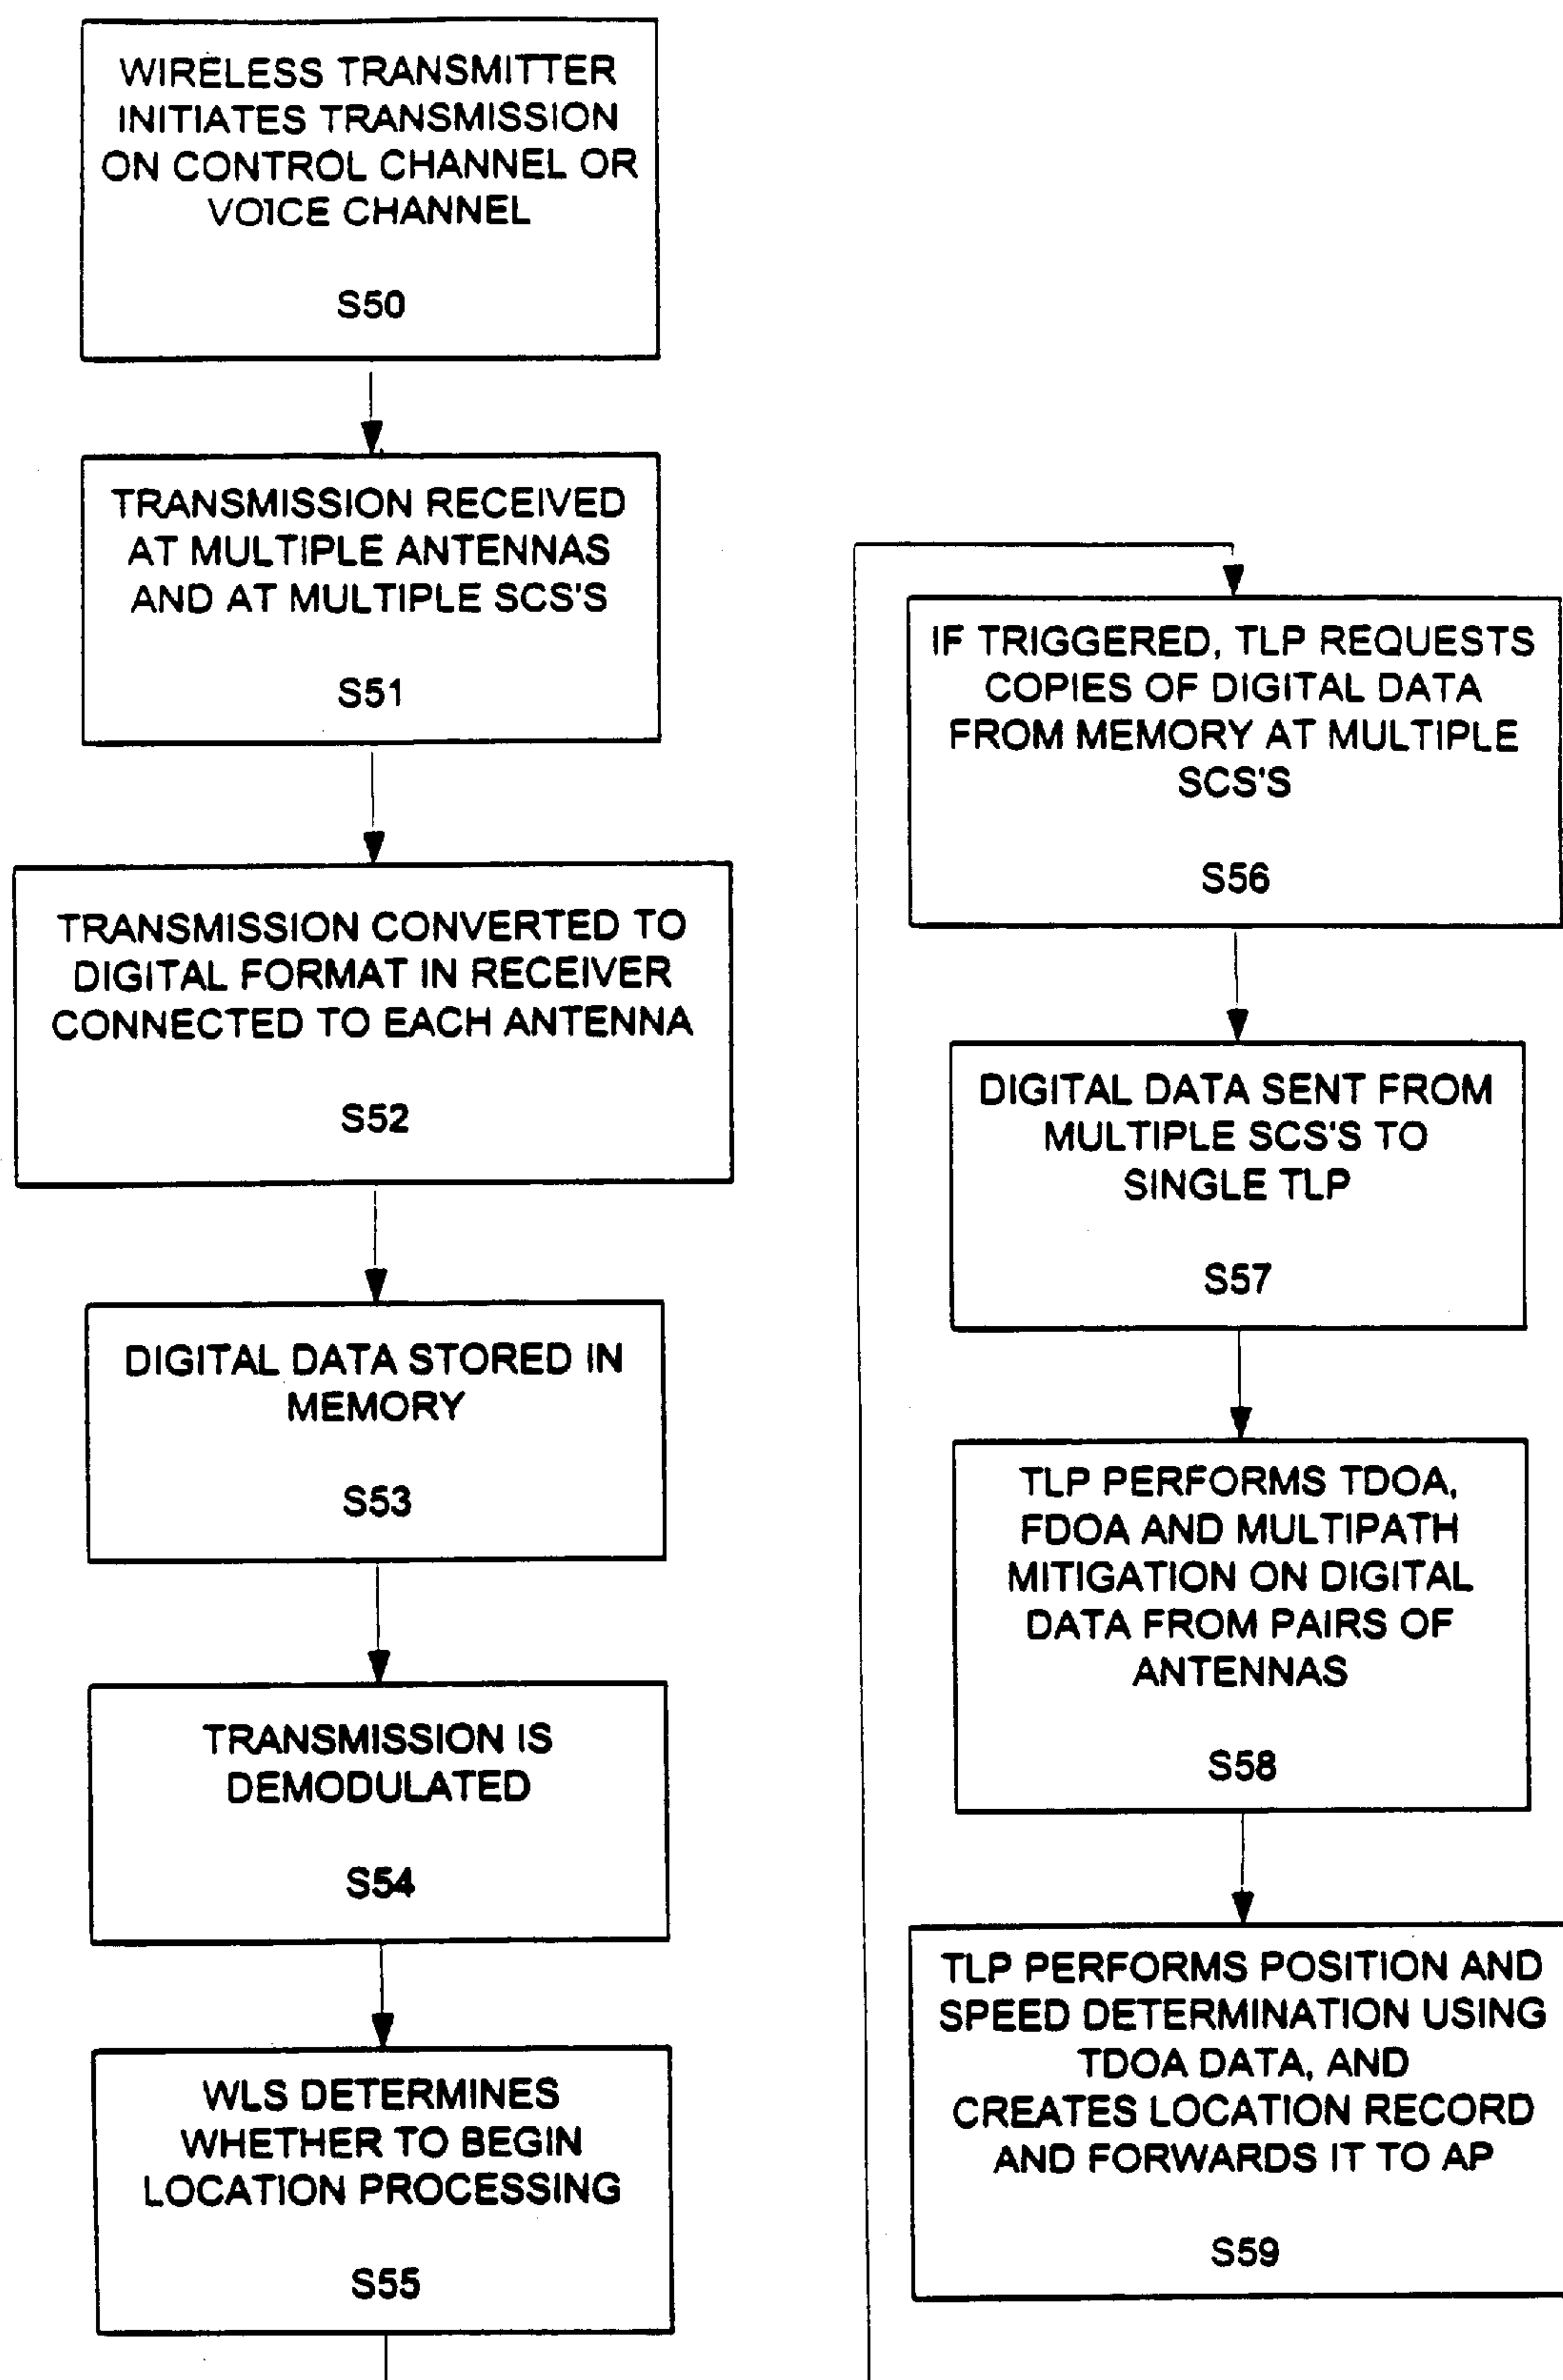 WIRELESS TRANSMITTER
INITIATES TRANSMISSION
ON CONTROL CHANNEL OR
VOICE CHANNEL
S50
TRANSMISSION RECEIVED
AT MULTIPLE ANTENNAS
AND AT MULTIPLE SCS'S
S51
TRANSMISSION CONVERTED TO
DIGITAL FORMAT IN RECEIVER
CONNECTED TO EACH ANTENNA
S52
DIGITAL DATA STORED IN
MEMORY
S53
TRANSMISSION IS
DEMODULATED
S54
WLS DETERMINES
WHETHER TO BEGIN
LOCATION PROCESSING
S55
IF TRIGGERED, TLP REQUESTS
COPIES OF DIGITAL DATA
FROM MEMORY AT MULTIPLE
SCS'S
S56
DIGITAL DATA SENT FROM
MULTIPLE SCS'S TO
SINGLE TLP
S57
TLP PERFORMS TDOA,
FDOA AND MULTIPATH
MITIGATION ON DIGITAL
DATA FROM PAIRS OF
ANTENNAS
S58
TLP PERFORMS POSITION AND
SPEED DETERMINATION USING
TDOA DATA, AND
CREATES LOCATION RECORD
AND FORWARDS IT TO AP
S59